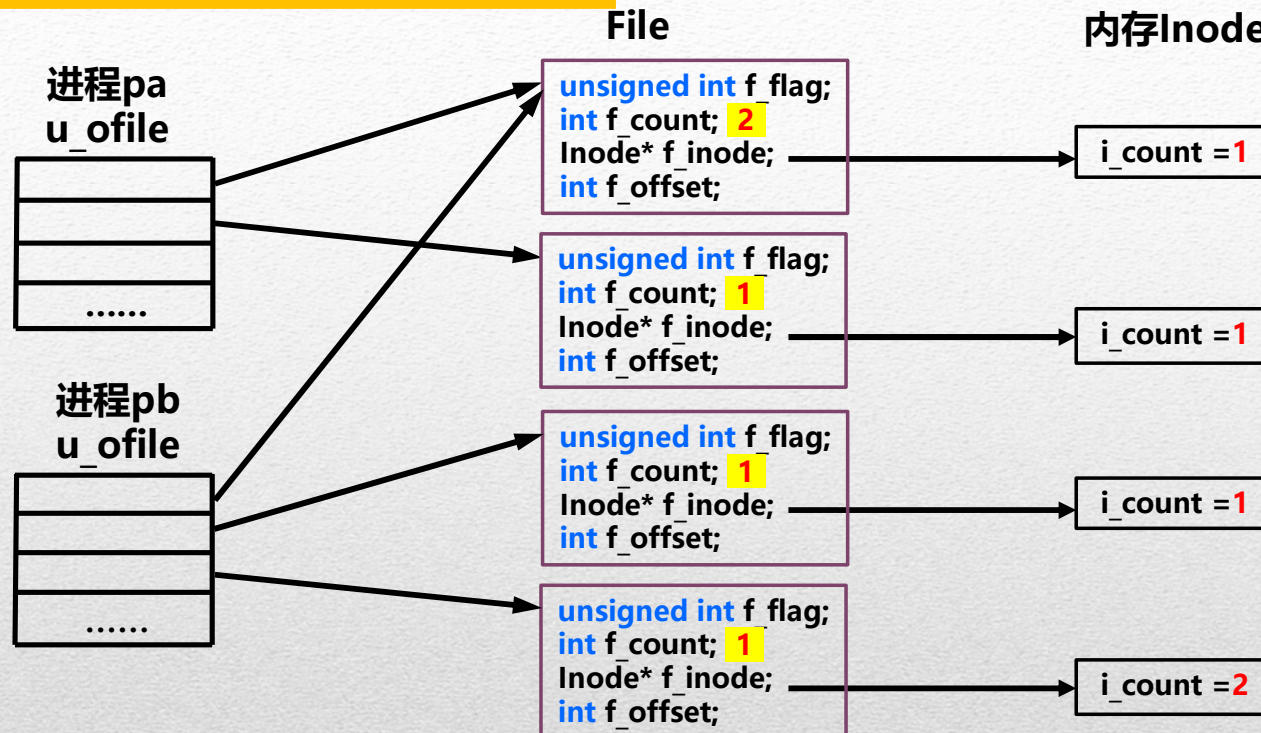 File
内存Inode
进程pa
u_ofile
......
进程pb
u_ofile
......
unsigned int f_flag;
int f_count; 2
Inode* f_inode;
int f_offset;
unsigned int f_flag;
int f_count; 1
Inode* f_inode;
int f_offset;
unsigned int f_flag;
int f_count; 1
Inode* f_inode;
int f_offset;
unsigned int f_flag;
int f_count; 1
Inode* f_inode;
int f_offset;
i_count =1
i_count =1
i_count =1
i_count =2